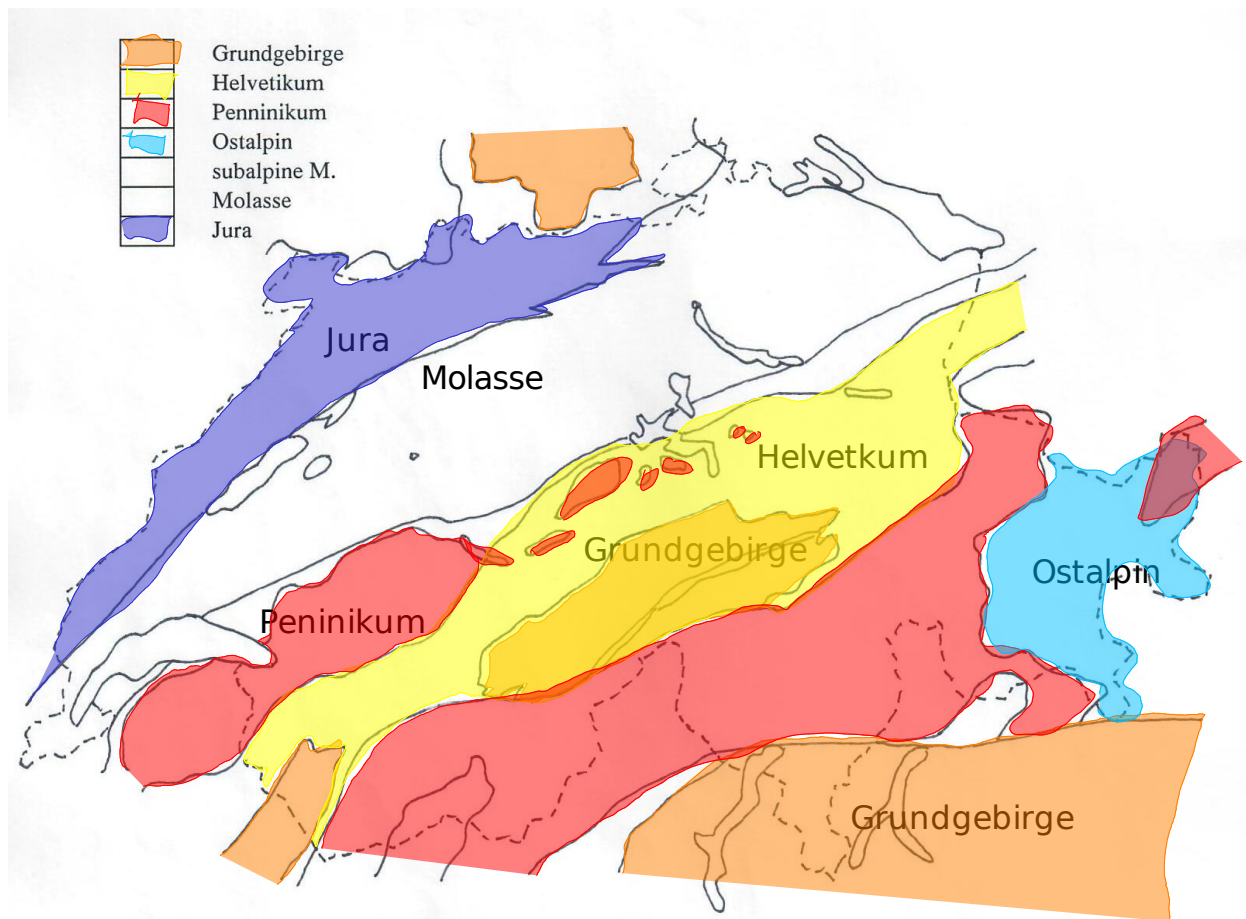 Grundgebirge
Helvetikum
Penninikum
Ostalpin
subalpine M.
Molasse
Jura
Jura
Molasse
Helvetkum
Grundgebirge
Ostalpin
Peninikum
Grundgebirge